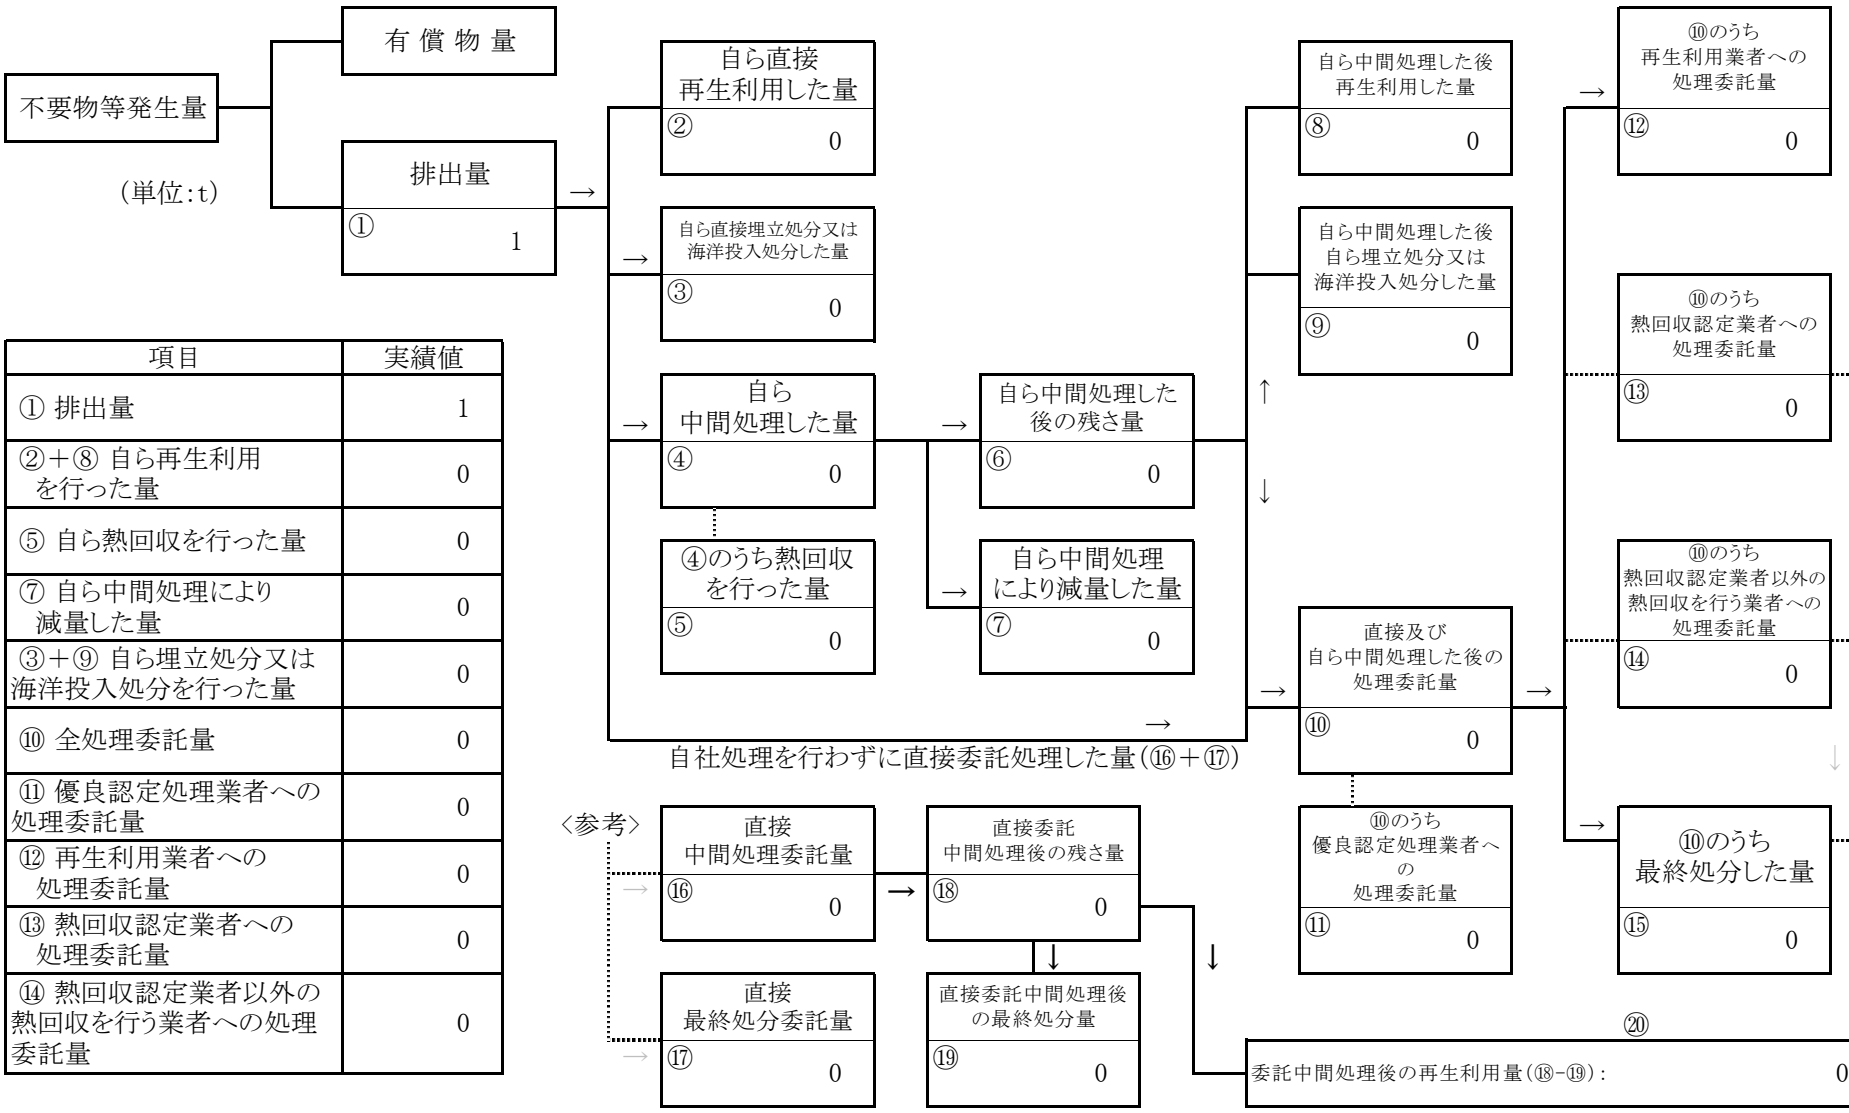 不要物等発生量
(単位:t)
有 償 物 量
排出量
①
1
→
自ら直接
再生利用した量
②
0
→
自ら直接埋立処分又は
海洋投入処分した量
③
0
→
自ら
中間処理した量
④
0
④のうち熱回収
を行った量
⑤
0
→
自ら中間処理した
後の残さ量
⑥
0
→
自ら中間処理
により減量した量
⑦
0
→
自社処理を行わずに直接委託処理した量(⑯+⑰)
↑
↓
自ら中間処理した後
再生利用した量
⑧
0
自ら中間処理した後
自ら埋立処分又は
海洋投入処分した量
⑨
0
→
直接及び
自ら中間処理した後の
処理委託量
⑩
0
⑩のうち
優良認定処理業者へ
の
処理委託量
⑪
0
→
→
⑩のうち
再生利用業者への
処理委託量
⑫
0
⑩のうち
熱回収認定業者への
処理委託量
⑬
0
⑩のうち
熱回収認定業者以外の
熱回収を行う業者への
処理委託量
⑭
0
↓
→
⑩のうち
最終処分した量
⑮
0
項目 実績値
① 排出量 1
②+⑧ 自ら再生利用
を行った量 0
⑤ 自ら熱回収を行った量 0
⑦ 自ら中間処理により
減量した量 0
③+⑨ 自ら埋立処分又は
海洋投入処分を行った量 0
⑩ 全処理委託量 0
⑪ 優良認定処理業者への
処理委託量 0
⑫ 再生利用業者への
処理委託量 0
⑬ 熱回収認定業者への
処理委託量 0
⑭ 熱回収認定業者以外の
熱回収を行う業者への処理
委託量 0
〈参考〉
→
直接
中間処理委託量
⑯
0
→
直接委託
中間処理後の残さ量
⑱
0
↓
↓
→
直接
最終処分委託量
⑰
0
直接委託中間処理後
の最終処分量
⑲
0
⑳
委託中間処理後の再生利用量(⑱-⑲): 0